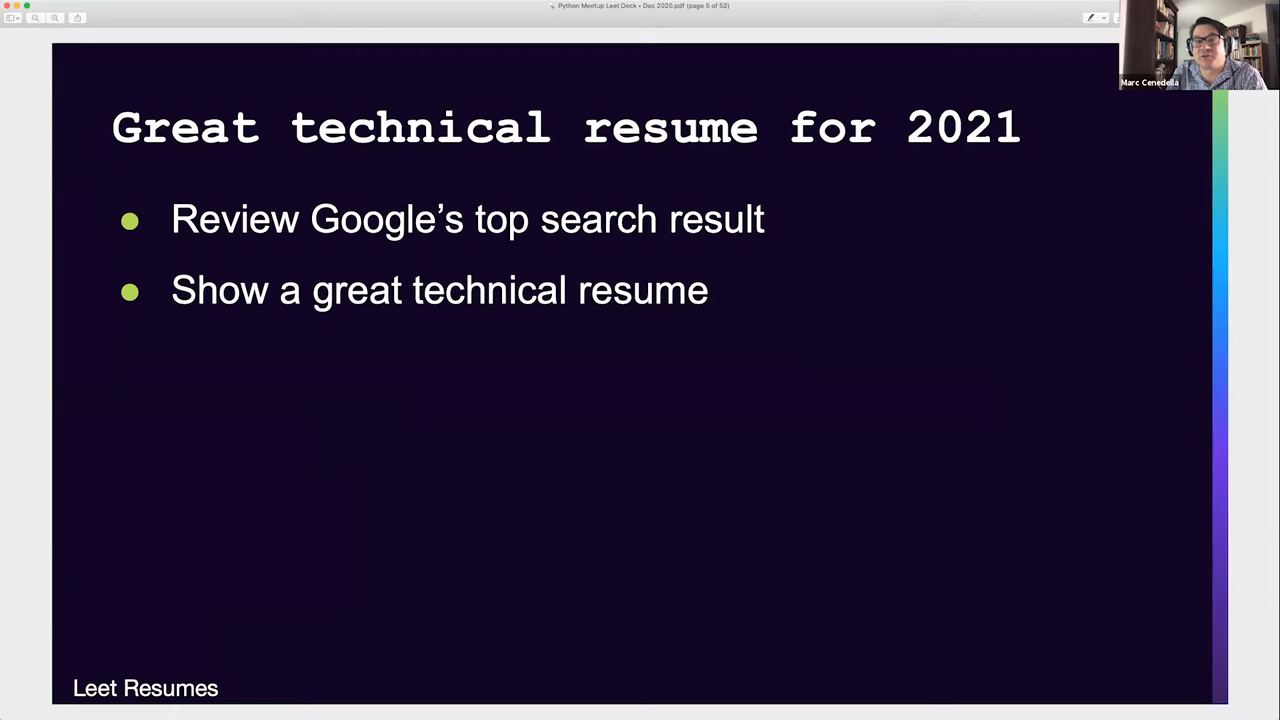 Python Meetup Leet Deck • Dec 2020.pdf (page 5 of 52)
Marc Cenedella
Great technical resume for 2021
● Review Google’s top search result
● Show a great technical resume
Leet Resumes